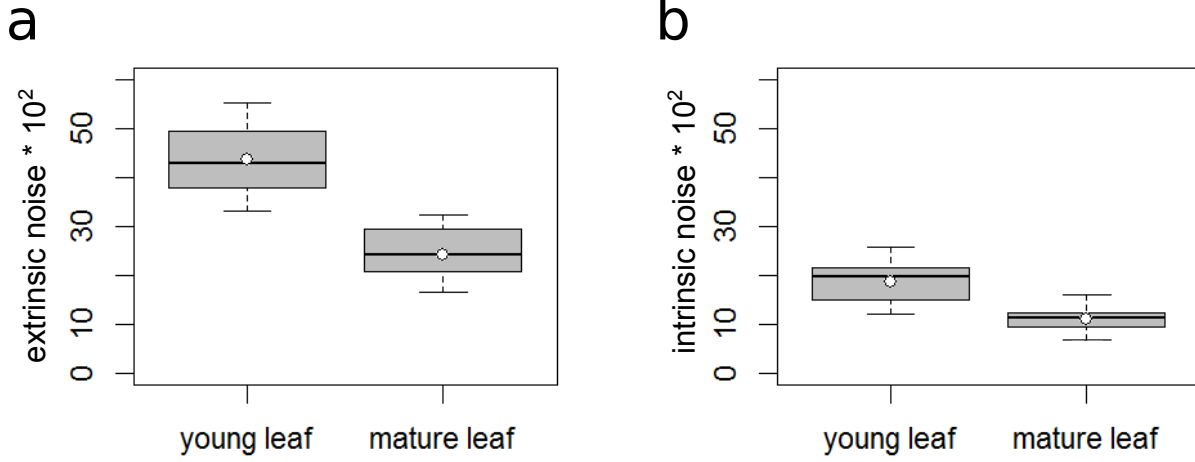 a
extrinsic noise * 10²
50
30
10
0
young leaf
mature leaf
b
intrinsic noise * 10²
50
30
10
0
young leaf
mature leaf